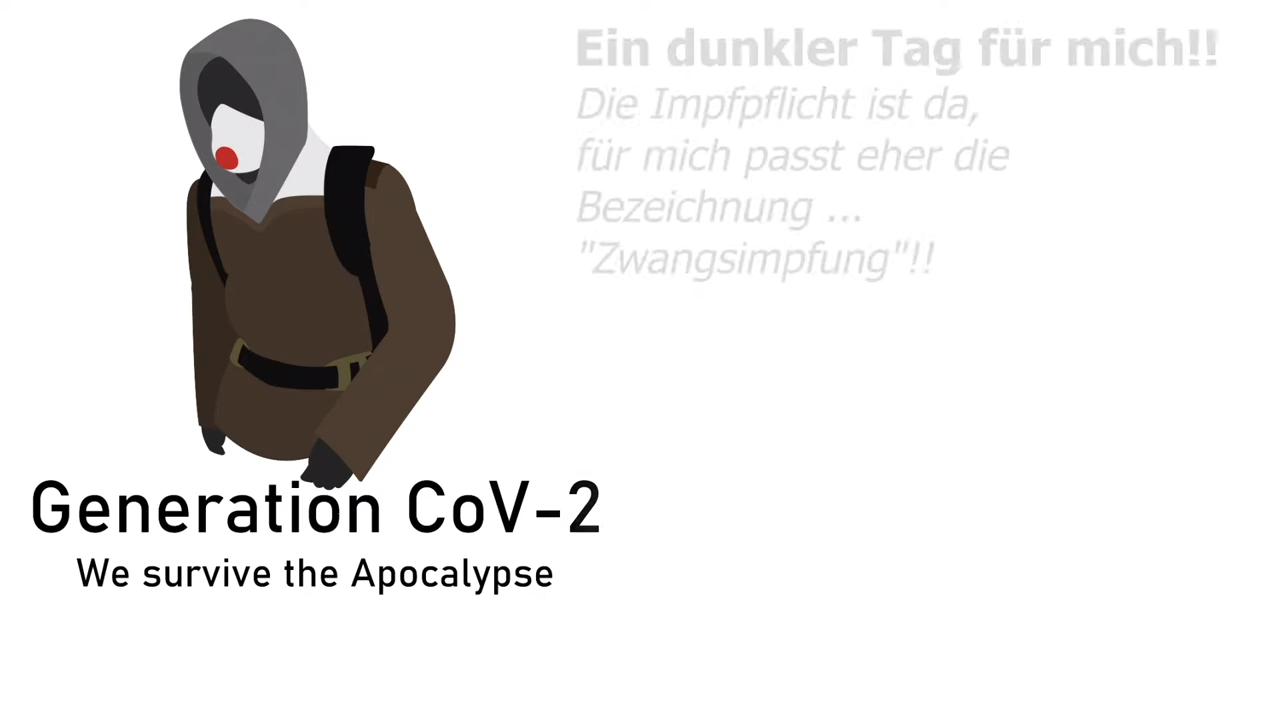 Ein dunkler Tag für mich!!
Die Impfpflicht ist da,
für mich passt eher die
Bezeichnung ...
"Zwangsimpfung"!!
Generation CoV-2
We survive the Apocalypse